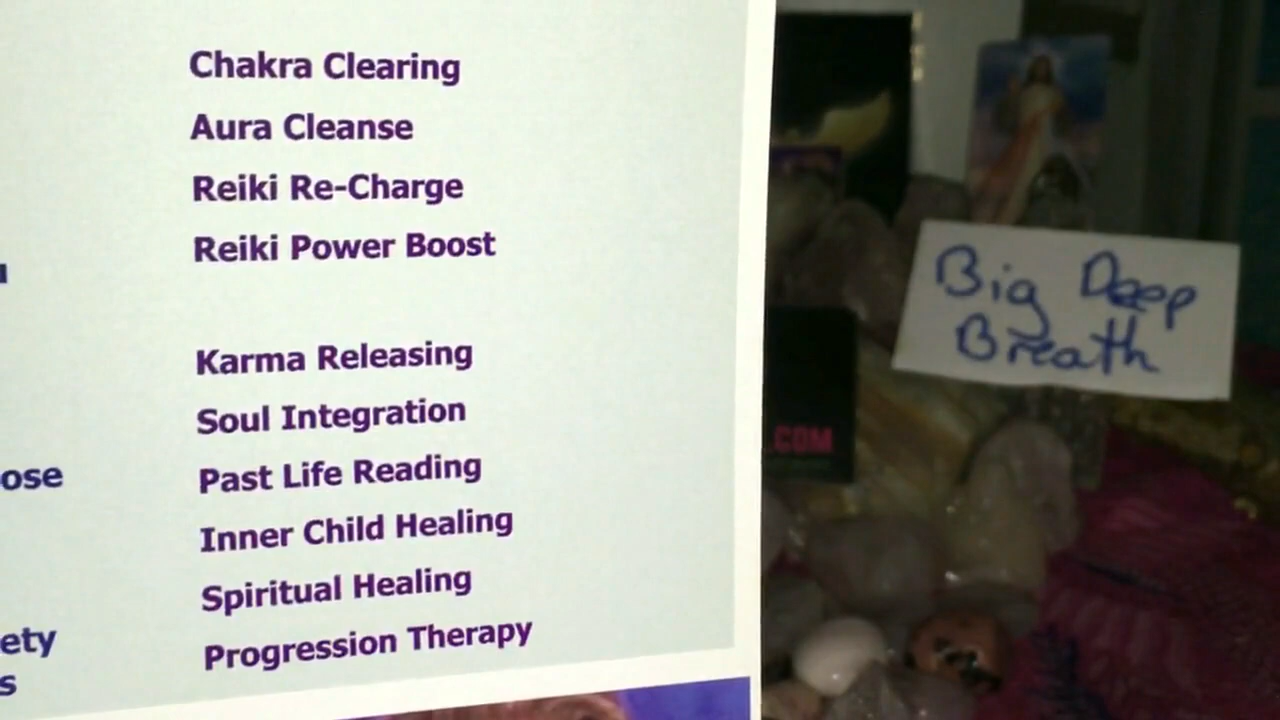 Chakra Clearing
Aura Cleanse
Reiki Re-Charge
Reiki Power Boost
Karma Releasing
Soul Integration
ose
Past Life Reading
Inner Child Healing
Spiritual Healing
ety
Progression Therapy
s
.COM
Big Deep
Breath